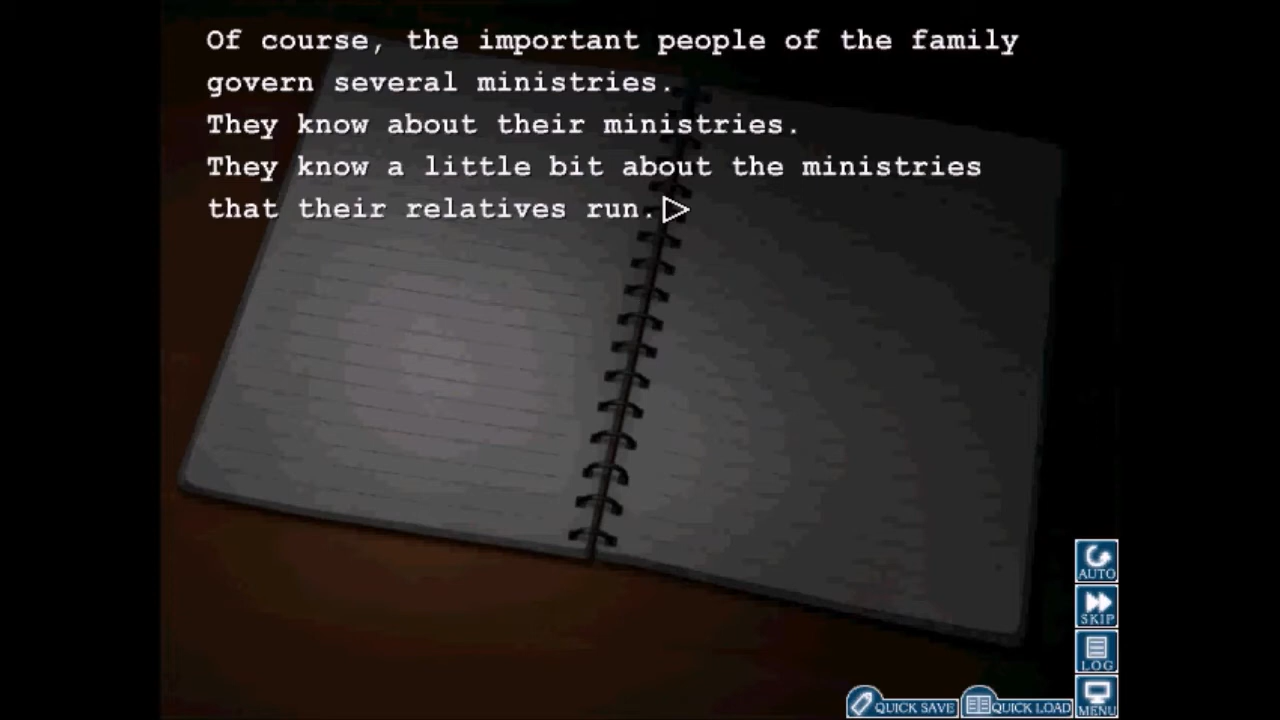 Of course, the important people of the family
govern several ministries.
They know about their ministries.
They know a little bit about the ministries
that their relatives run.
AUTO
SKIP
LOG
MENU
QUICK SAVE
QUICK LOAD